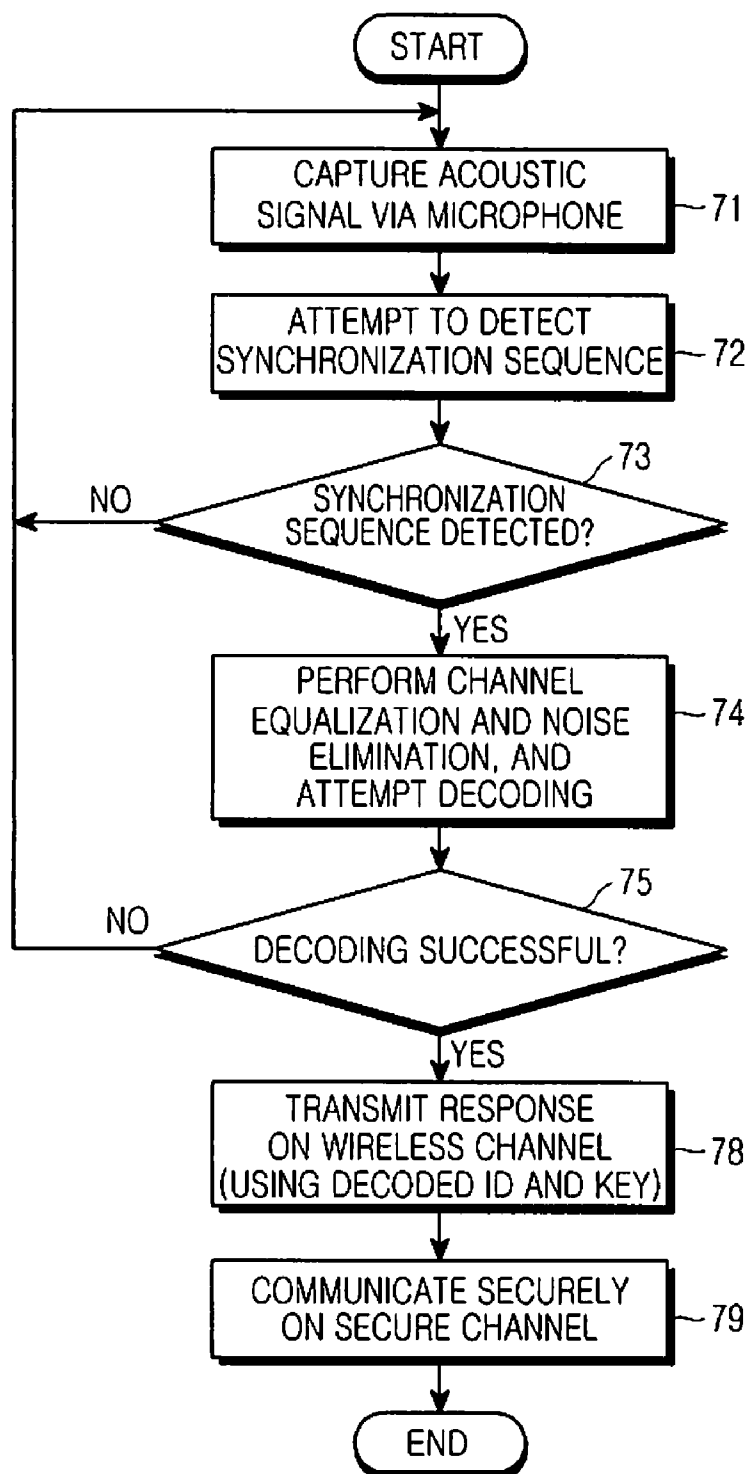 START
CAPTURE ACOUSTIC
SIGNAL VIA MICROPHONE
71
ATTEMPT TO DETECT
SYNCHRONIZATION SEQUENCE
72
73
NO
SYNCHRONIZATION
SEQUENCE DETECTED?
YES
PERFORM CHANNEL
EQUALIZATION AND NOISE
ELIMINATION, AND
ATTEMPT DECODING
74
75
NO
DECODING SUCCESSFUL?
YES
TRANSMIT RESPONSE
ON WIRELESS CHANNEL
(USING DECODED ID AND KEY)
78
COMMUNICATE SECURELY
ON SECURE CHANNEL
79
END